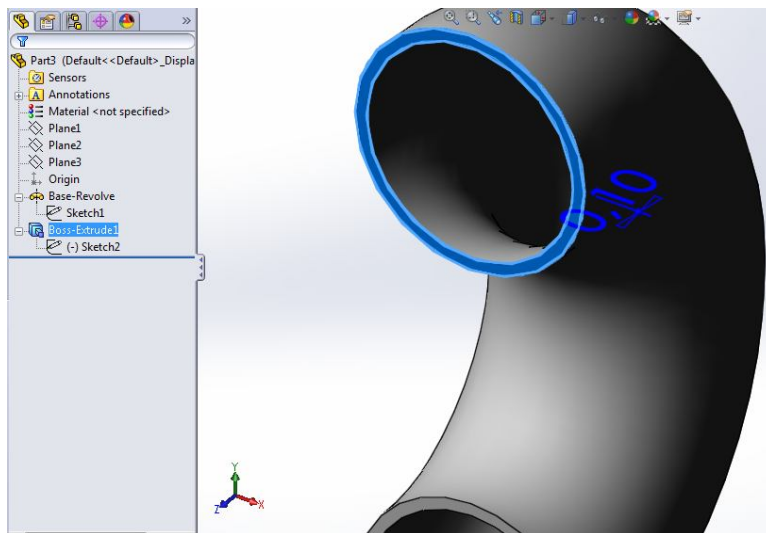 »
Part3 (Default<<Default>_Displa
Sensors
A Annotations
Material <not specified>
Plane1
Plane2
Plane3
Origin
Base-Revolve
Sketch1
Boss-Extrude1
(-) Sketch2
0,10
Y
Z
X